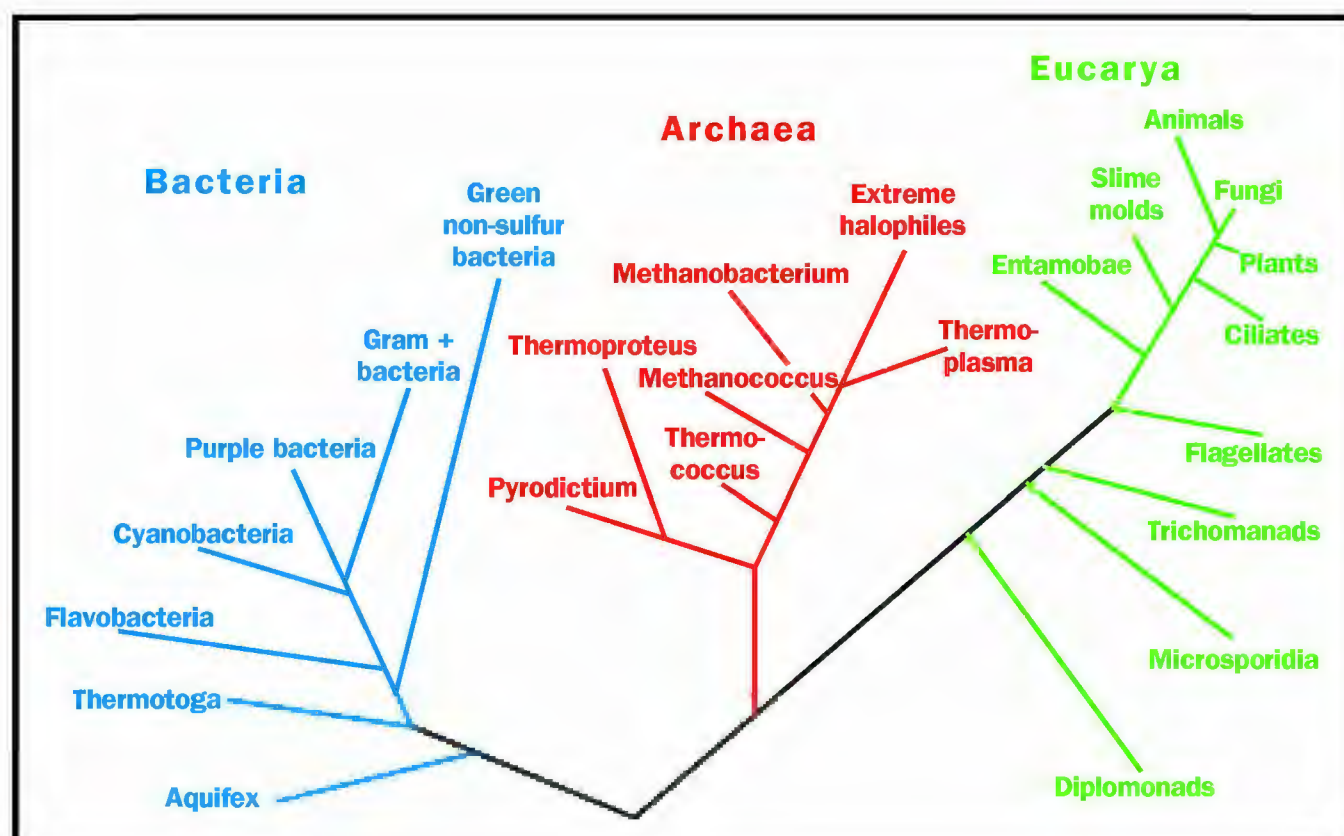 Eucarya
Animals
Archaea
Bacteria
Slime
molds
Fungi
Green
non-sulfur
bacteria
Extreme
halophiles
Entamobae
Plants
Methanobacterium
Gram +
bacteria
Thermoproteus
Thermo-
plasma
Ciliates
Methanococcus
Purple bacteria
Thermo-
coccus
Flagellates
Pyrodictium
Cyanobacteria
Trichomanads
Flavobacteria
Microsporidia
Thermotoga
Aquifex
Diplomonads